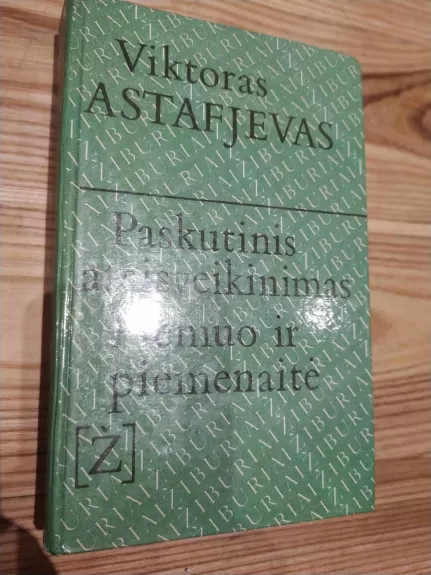 Viktoras
ASTAFJEVAS
Paskutinis
atsisveikinimas
Piemuo ir
piemenaitė
[Ž]